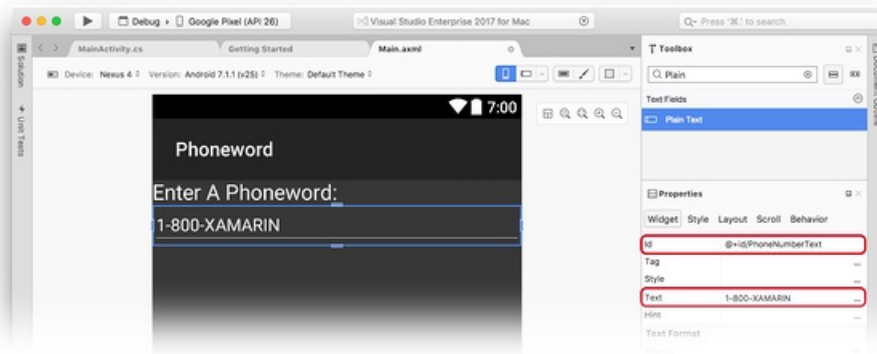 Debug › Google Pixel (API 26)
Visual Studio Enterprise 2017 for Mac
Press '⌘.' to search
MainActivity.cs
Getting Started
Main.axml
Toolbox
Solution
Device: Nexus 4
Version: Android 7.1.1 (v25)
Theme: Default Theme
Plain
Text Fields
Plain Text
Unit Tests
Document Outline
7:00
Phoneword
Enter A Phoneword:
1-800-XAMARIN
Properties
Widget Style Layout Scroll Behavior
Id @+id/PhoneNumberText
Tag
Style
Text 1-800-XAMARIN
Hint
Text Format